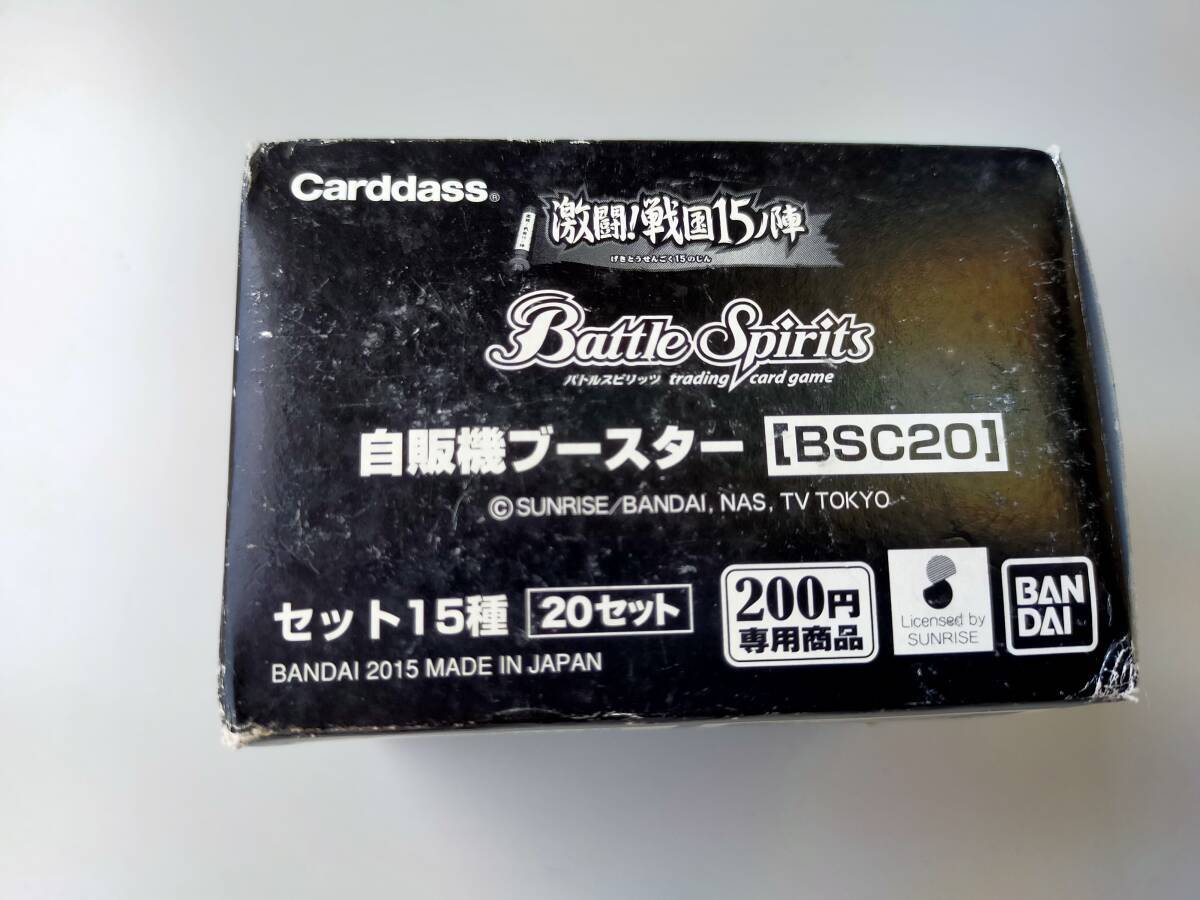 Carddass®
激闘!戦国15ノ陣
げきとうせんごく15のじん
Battle Spirits
バトルスピリッツ trading card game
自販機ブースター [BSC20]
©SUNRISE/BANDAI, NAS, TV TOKYO
セット15種 20セット
200円
専用商品
Licensed by
SUNRISE
BAN
DAI
BANDAI 2015 MADE IN JAPAN